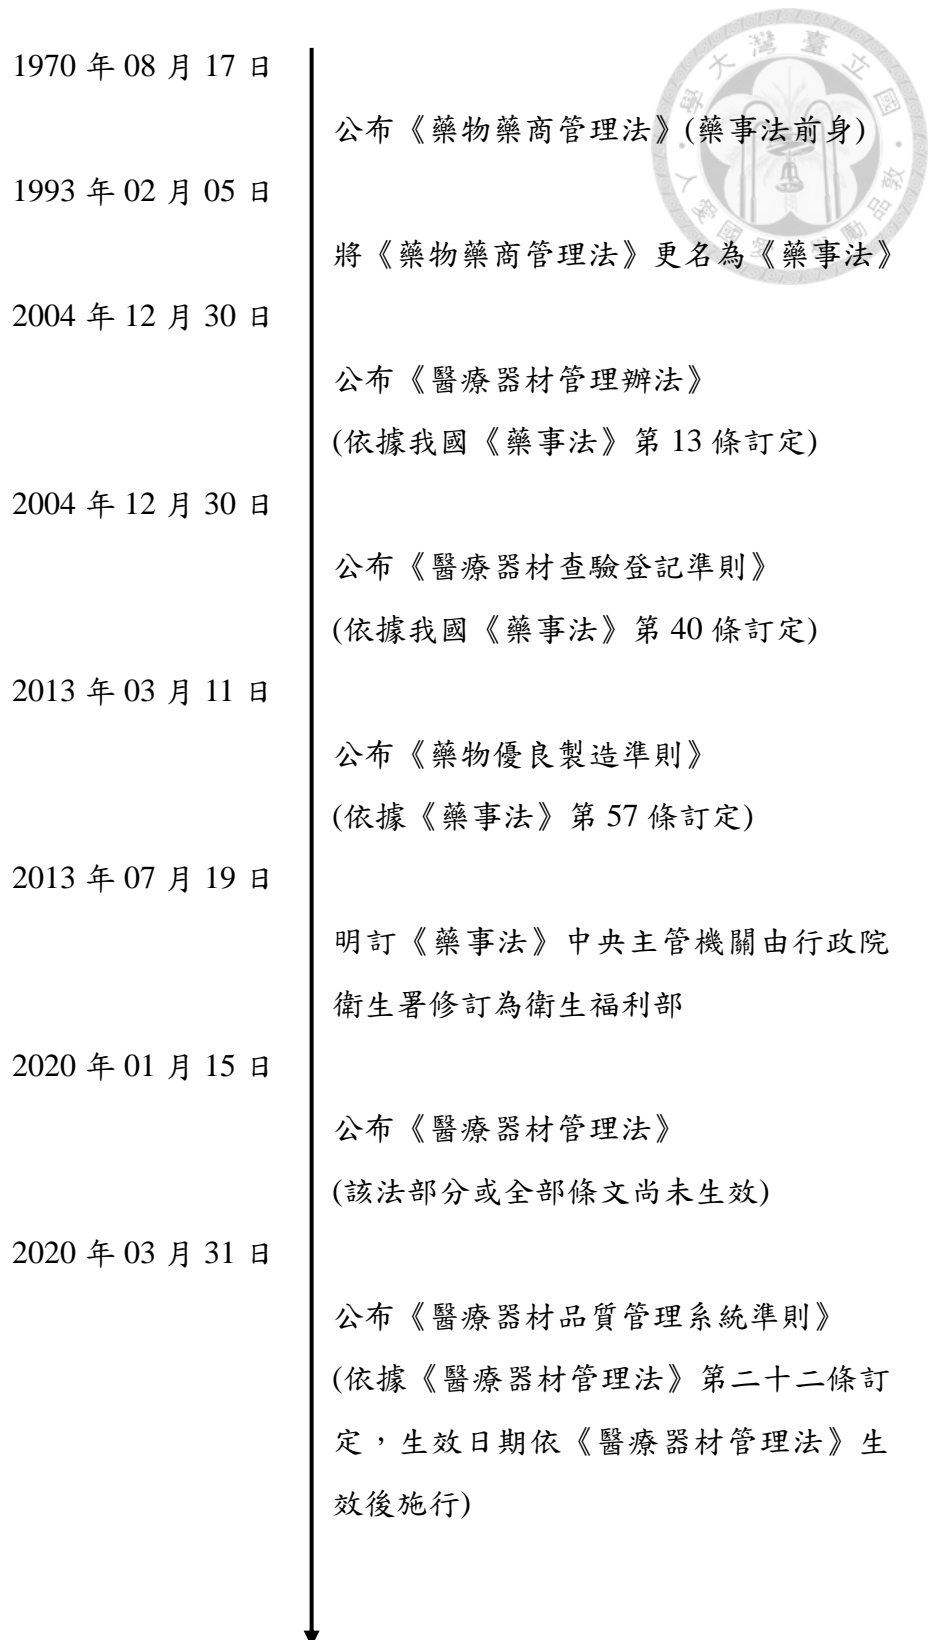 1970 年 08 月 17 日
公布《藥物藥商管理法》(藥事法前身)
1993 年 02 月 05 日
將《藥物藥商管理法》更名為《藥事法》
2004 年 12 月 30 日
公布《醫療器材管理辦法》
(依據我國《藥事法》第 13 條訂定)
2004 年 12 月 30 日
公布《醫療器材查驗登記準則》
(依據我國《藥事法》第 40 條訂定)
2013 年 03 月 11 日
公布《藥物優良製造準則》
(依據《藥事法》第 57 條訂定)
2013 年 07 月 19 日
明訂《藥事法》中央主管機關由行政院
衛生署修訂為衛生福利部
2020 年 01 月 15 日
公布《醫療器材管理法》
(該法部分或全部條文尚未生效)
2020 年 03 月 31 日
公布《醫療器材品質管理系統準則》
(依據《醫療器材管理法》第二十二條訂
定，生效日期依《醫療器材管理法》生
效後施行)